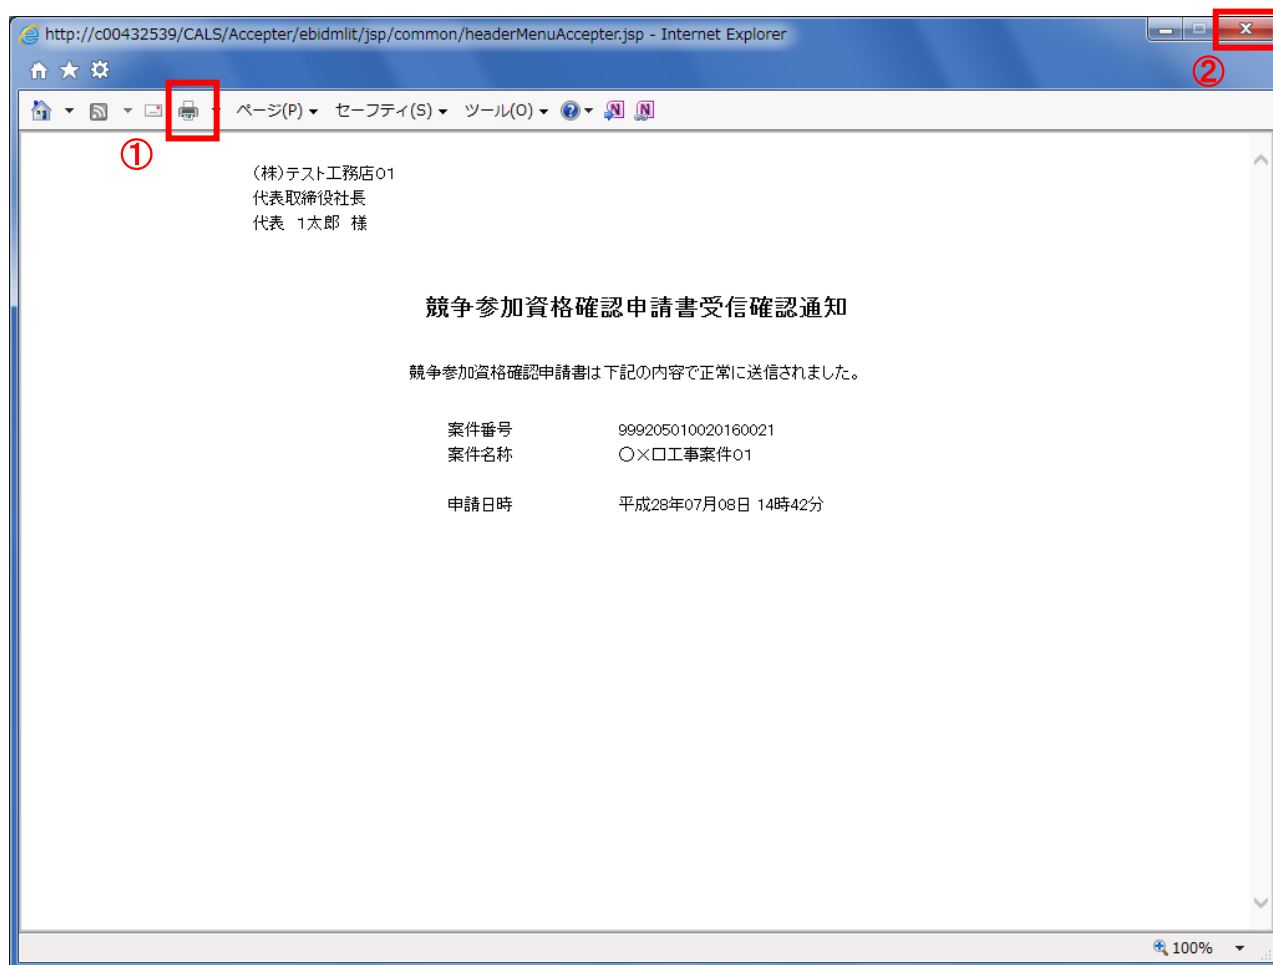 http://c00432539/CALS/Accepter/ebidmlit/jsp/common/headerMenuAccepter.jsp - Internet Explorer
②
ページ(P) セーフティ(S) ツール(O)
①
(株)テスト工務店01
代表取締役社長
代表 1太郎 様
競争参加資格確認申請書受信確認通知
競争参加資格確認申請書は下記の内容で正常に送信されました。
案件番号 999205010020160021
案件名称 ○×口工事案件01
申請日時 平成28年07月08日 14時42分
100%